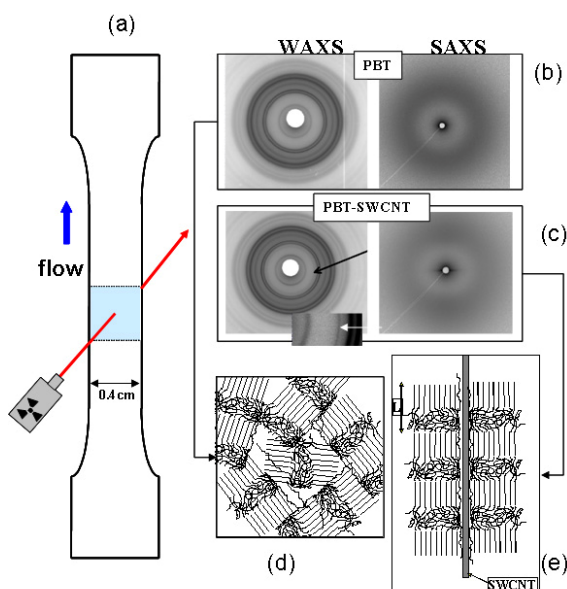 (a)
WAXS SAXS
PBT
(b)
PBT-SWCNT
(c)
flow
0.4 cm
L
(d)
(e)
SWCNT